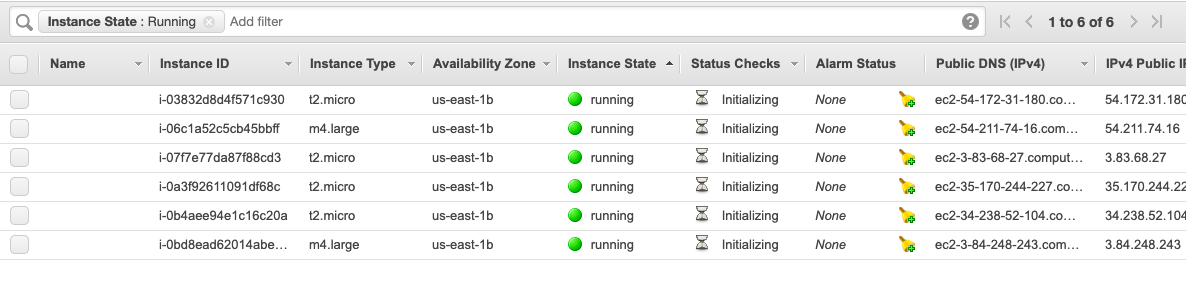 Instance State : Running Add filter 1 to 6 of 6
Name Instance ID Instance Type Availability Zone Instance State Status Checks Alarm Status Public DNS (IPv4) IPv4 Public IP
i-03832d8d4f571c930 t2.micro us-east-1b running Initializing None ec2-54-172-31-180.co... 54.172.31.180
i-06c1a52c5cb45bbff m4.large us-east-1b running Initializing None ec2-54-211-74-16.com... 54.211.74.16
i-07f7e77da87f88cd3 t2.micro us-east-1b running Initializing None ec2-3-83-68-27.comput... 3.83.68.27
i-0a3f92611091df68c t2.micro us-east-1b running Initializing None ec2-35-170-244-227.co... 35.170.244.22
i-0b4aee94e1c16c20a t2.micro us-east-1b running Initializing None ec2-34-238-52-104.co... 34.238.52.104
i-0bd8ead62014abe... m4.large us-east-1b running Initializing None ec2-3-84-248-243.com... 3.84.248.243